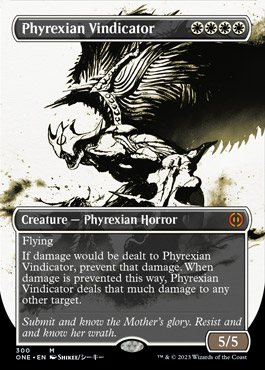 Phyrexian Vindicator
Creature — Phyrexian Horror
Flying
If damage would be dealt to Phyrexian
Vindicator, prevent that damage. When
damage is prevented this way, Phyrexian
Vindicator deals that much damage to any
other target.
Submit and know the Mother's glory. Resist
and know her wrath.
5/5
300 M
ONE • EN SHIKEE/シーキー
™ & © 2023 Wizards of the Coast